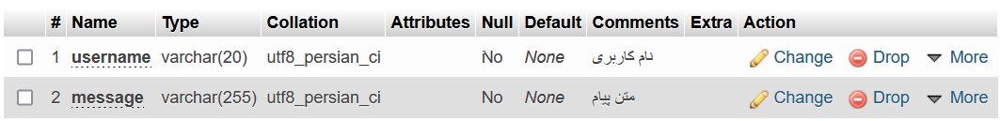 # Name Type Collation Attributes Null Default Comments Extra Action
1 username varchar(20) utf8_persian_ci No None نام کاربری Change Drop More
2 message varchar(255) utf8_persian_ci No None متن پیام Change Drop More